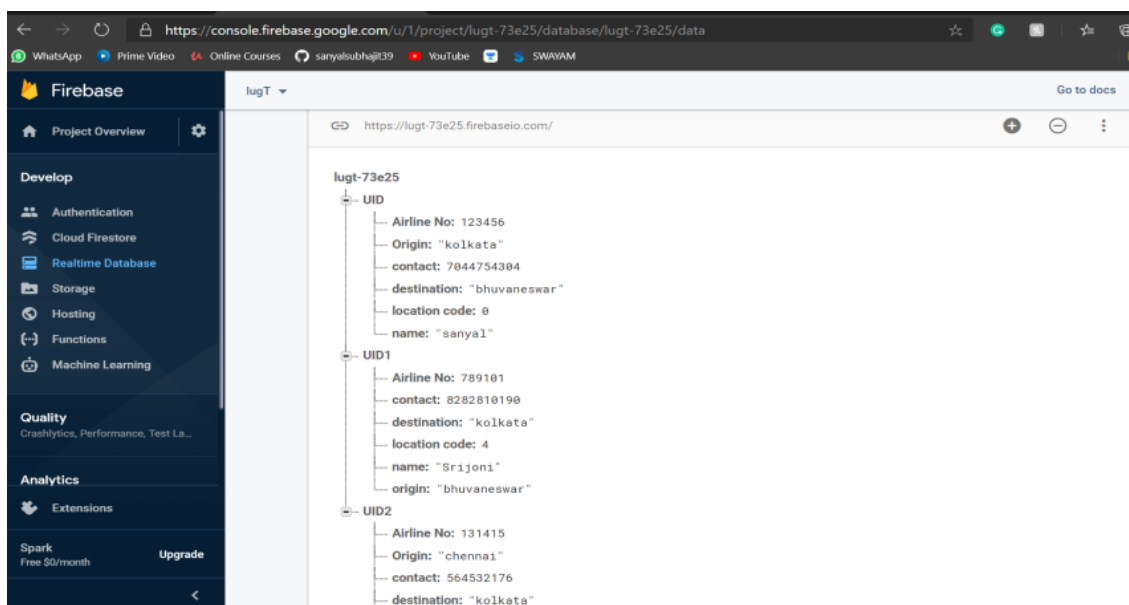 https://console.firebase.google.com/u/1/project/lugt-73e25/database/lugt-73e25/data
WhatsApp Prime Video Online Courses sanyalsubhajit39 YouTube SWAYAM
Firebase lugT Go to docs
Project Overview https://lugt-73e25.firebaseio.com/
Develop
Authentication
Cloud Firestore
Realtime Database
Storage
Hosting
Functions
Machine Learning
Quality
Crashlytics, Performance, Test La...
Analytics
Extensions
Spark
Free $0/month Upgrade
lugt-73e25
UID
Airline No: 123456
Origin: "kolkata"
contact: 7044754304
destination: "bhuvaneswar"
location code: 0
name: "sanyal"
UID1
Airline No: 789101
contact: 8282810190
destination: "kolkata"
location code: 4
name: "Srijoni"
origin: "bhuvaneswar"
UID2
Airline No: 131415
Origin: "chennai"
contact: 564532176
destination: "kolkata"